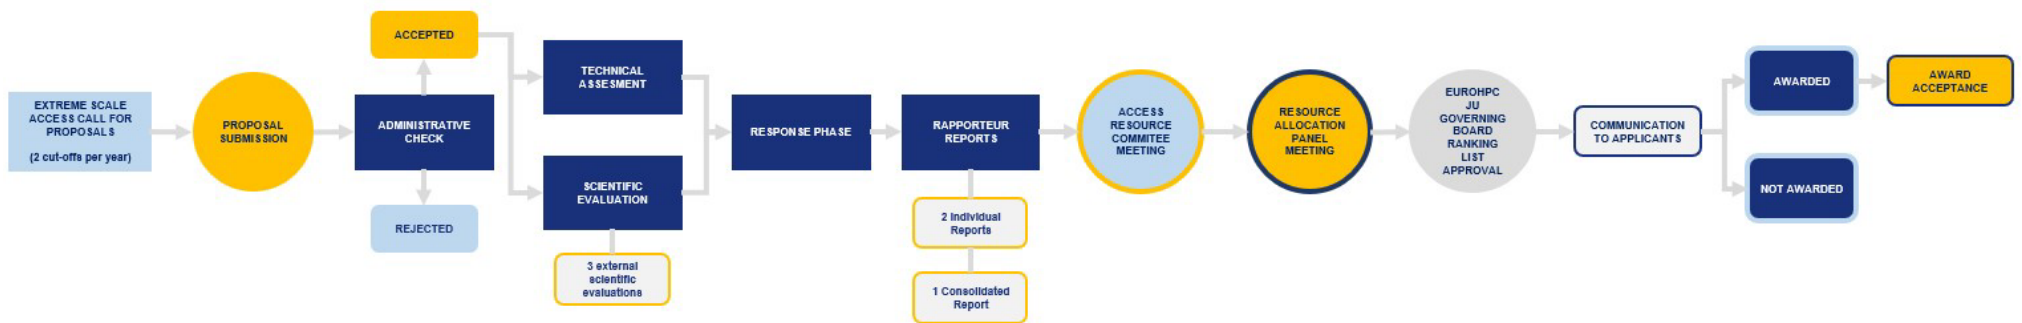 EXTREME SCALE
ACCESS CALL FOR
PROPOSALS
(2 cut-offs per year)
PROPOSAL
SUBMISSION
ACCEPTED
ADMINISTRATIVE
CHECK
REJECTED
TECHNICAL
ASSESMENT
SCIENTIFIC
EVALUATION
3 external
scientific
evaluations
RESPONSE PHASE
RAPPORTEUR
REPORTS
2 Individual
Reports
1 Consolidated
Report
ACCESS
RESOURCE
COMMITEE
MEETING
RESOURCE
ALLOCATION
PANEL
MEETING
EUROHPC
JU
GOVERNING
BOARD
RANKING
LIST
APPROVAL
COMMUNICATION
TO APPLICANTS
AWARDED
NOT AWARDED
AWARD
ACCEPTANCE